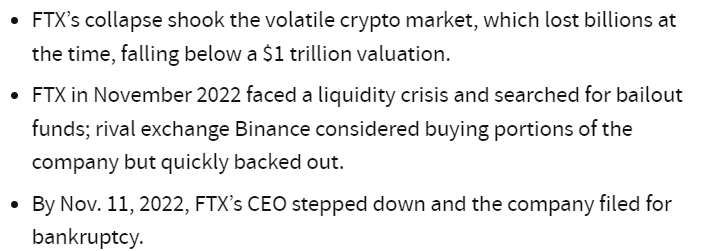 • FTX’s collapse shook the volatile crypto market, which lost billions at
the time, falling below a $1 trillion valuation.
• FTX in November 2022 faced a liquidity crisis and searched for bailout
funds; rival exchange Binance considered buying portions of the
company but quickly backed out.
• By Nov. 11, 2022, FTX’s CEO stepped down and the company filed for
bankruptcy.